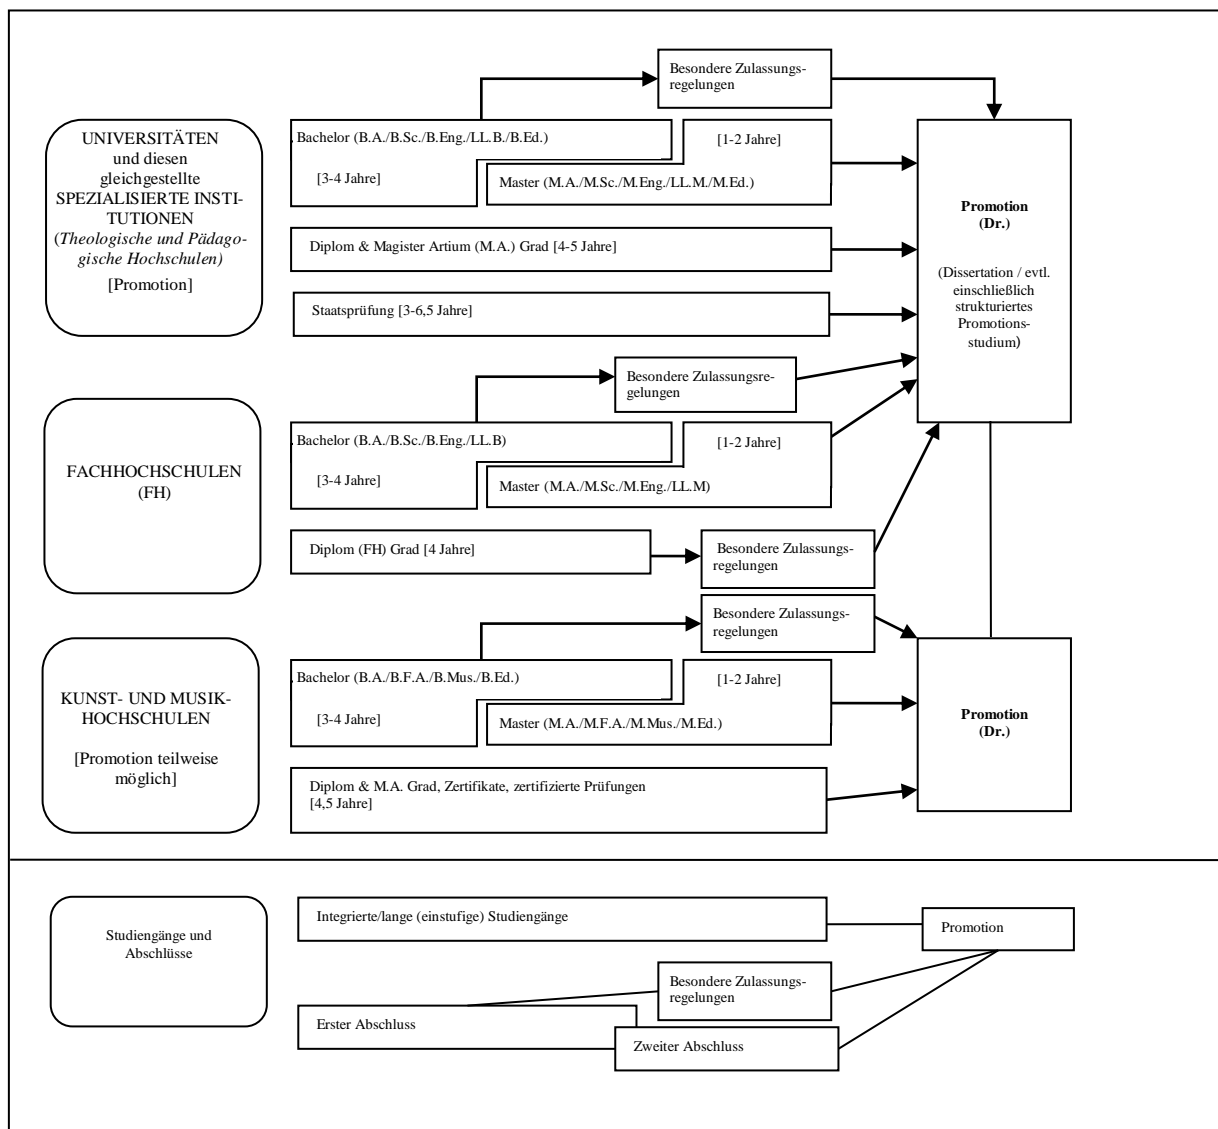 Besondere Zulassungs-
regelungen
UNIVERSITÄTEN
und diesen
gleichgestellte
SPEZIALISIERTE INSTI-
TUTIONEN
(Theologische und Pädago-
gische Hochschulen)
[Promotion]
Bachelor (B.A./B.Sc./B.Eng./LL.B./B.Ed.)
[1-2 Jahre]
[3-4 Jahre]
Master (M.A./M.Sc./M.Eng./LL.M./M.Ed.)
Diplom & Magister Artium (M.A.) Grad [4-5 Jahre]
Staatsprüfung [3-6,5 Jahre]
Promotion
(Dr.)
(Dissertation / evtl.
einschließlich
strukturiertes
Promotions-
studium)
Besondere Zulassungsre-
gelungen
FACHHOCHSCHULEN
(FH)
Bachelor (B.A./B.Sc./B.Eng./LL.B)
[1-2 Jahre]
[3-4 Jahre]
Master (M.A./M.Sc./M.Eng./LL.M)
Diplom (FH) Grad [4 Jahre]
Besondere Zulassungs-
regelungen
Besondere Zulassungs-
regelungen
KUNST- UND MUSIK-
HOCHSCHULEN
[Promotion teilweise
möglich]
Bachelor (B.A./B.F.A./B.Mus./B.Ed.)
[1-2 Jahre]
[3-4 Jahre]
Master (M.A./M.F.A./M.Mus./M.Ed.)
Diplom & M.A. Grad, Zertifikate, zertifizierte Prüfungen
[4,5 Jahre]
Promotion
(Dr.)
Studiengänge und
Abschlüsse
Integrierte/lange (einstufige) Studiengänge
Promotion
Besondere Zulassungs-
regelungen
Erster Abschluss
Zweiter Abschluss